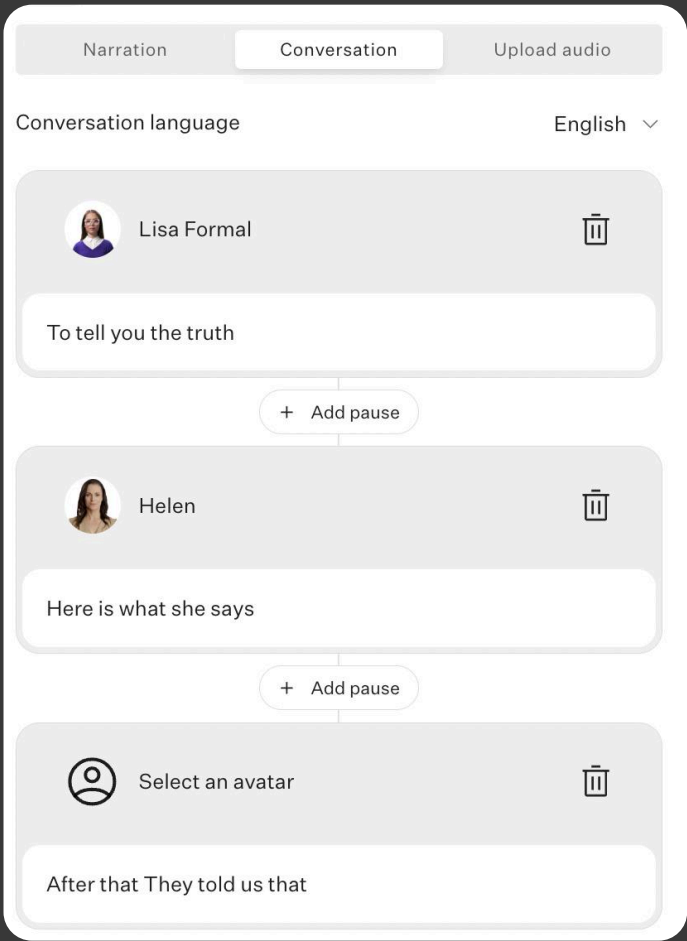 Narration
Conversation
Upload audio
Conversation language
English
Lisa Formal
To tell you the truth
+ Add pause
Helen
Here is what she says
+ Add pause
Select an avatar
After that They told us that